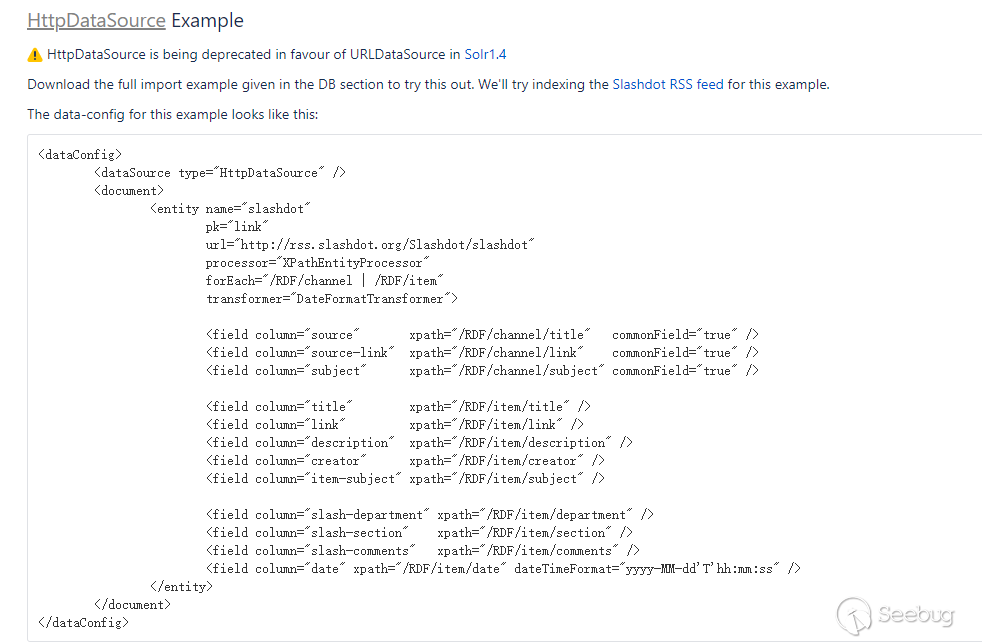 HttpDataSource Example
HttpDataSource is being deprecated in favour of URLDataSource in Solr1.4
Download the full import example given in the DB section to try this out. We'll try indexing the Slashdot RSS feed for this example.
The data-config for this example looks like this:
<dataConfig>
        <dataSource type="HttpDataSource" />
        <document>
                <entity name="slashdot"
                        pk="link"
                        url="http://rss.slashdot.org/Slashdot/slashdot"
                        processor="XPathEntityProcessor"
                        forEach="/RDF/channel | /RDF/item"
                        transformer="DateFormatTransformer">

                        <field column="source"       xpath="/RDF/channel/title"   commonField="true" />
                        <field column="source-link"  xpath="/RDF/channel/link"    commonField="true" />
                        <field column="subject"      xpath="/RDF/channel/subject" commonField="true" />

                        <field column="title"        xpath="/RDF/item/title" />
                        <field column="link"         xpath="/RDF/item/link" />
                        <field column="description"  xpath="/RDF/item/description" />
                        <field column="creator"      xpath="/RDF/item/creator" />
                        <field column="item-subject" xpath="/RDF/item/subject" />

                        <field column="slash-department" xpath="/RDF/item/department" />
                        <field column="slash-section"    xpath="/RDF/item/section" />
                        <field column="slash-comments"   xpath="/RDF/item/comments" />
                        <field column="date" xpath="/RDF/item/date" dateTimeFormat="yyyy-MM-dd'T'hh:mm:ss" />
                </entity>
        </document>
</dataConfig>
Seebug